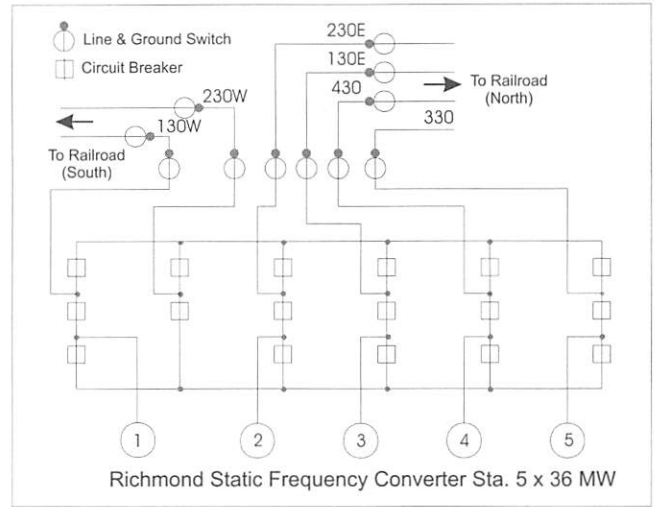 Line & Ground Switch
Circuit Breaker
230E
130E
430
330
To Railroad
(North)
230W
130W
To Railroad
(South)
1
2
3
4
5
Richmond Static Frequency Converter Sta. 5 x 36 MW